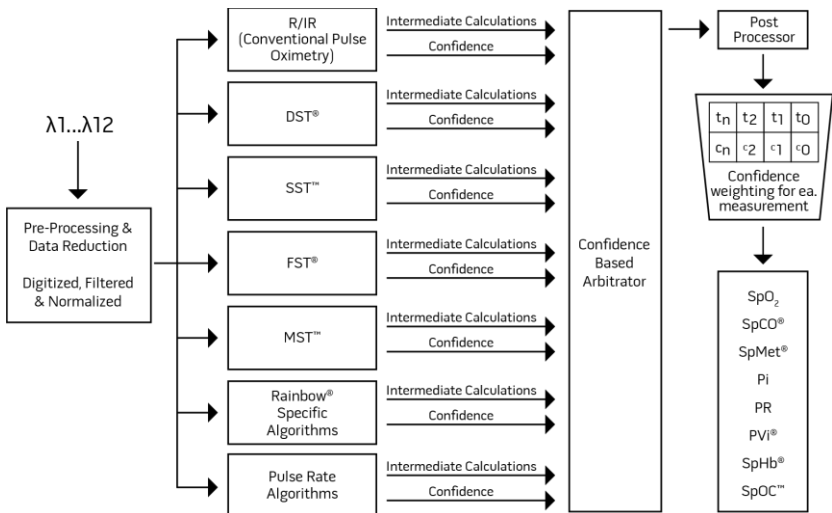 λ1...λ12
Pre-Processing &
Data Reduction
Digitized, Filtered
& Normalized
R/IR
(Conventional Pulse
Oximetry)
Intermediate Calculations
Confidence
DST®
Intermediate Calculations
Confidence
SST™
Intermediate Calculations
Confidence
FST®
Intermediate Calculations
Confidence
MST™
Intermediate Calculations
Confidence
Rainbow®
Specific
Algorithms
Intermediate Calculations
Confidence
Pulse Rate
Algorithms
Intermediate Calculations
Confidence
Confidence
Based
Arbitrator
Post
Processor
tn t2 t1 t0
cn c2 c1 c0
Confidence
weighting for ea.
measurement
SpO₂
SpCO®
SpMet®
Pi
PR
PVi®
SpHb®
SpOC™